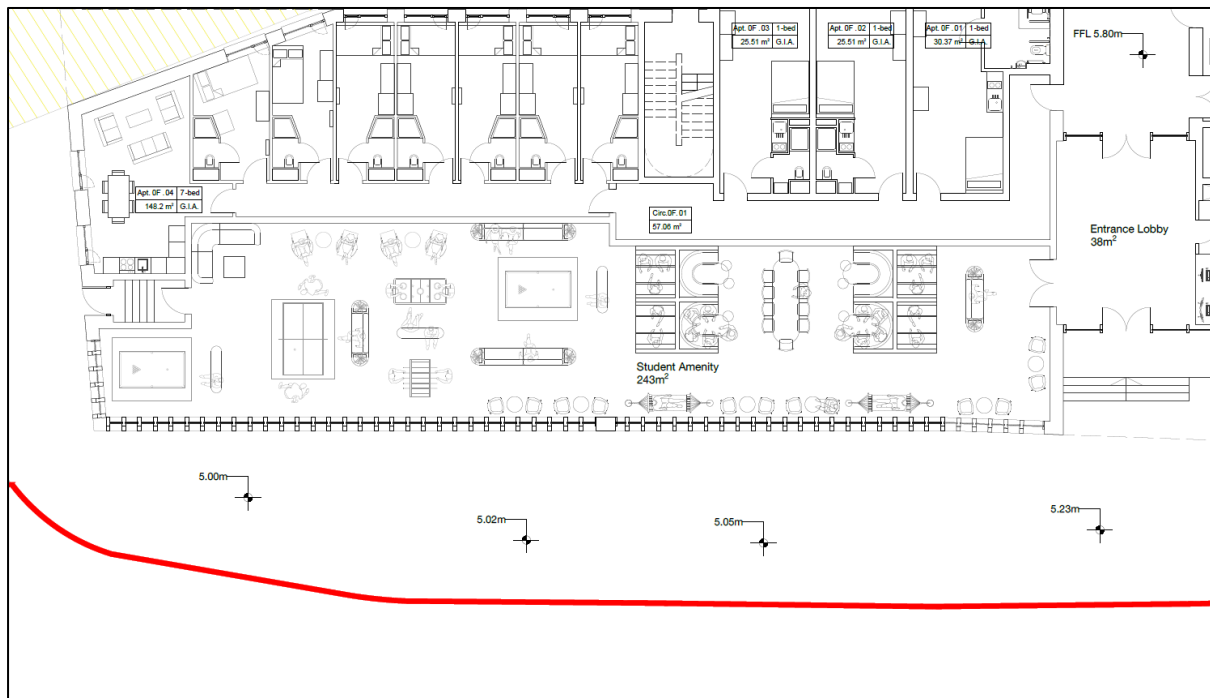 Apt. 0F .03 1-bed
25.51 m² G.I.A.
Apt. 0F .02 1-bed
25.51 m² G.I.A.
Apt. 0F .01 1-bed
30.37 m² G.I.A.
FFL 5.80m
Apt. 0F .04 7-bed
148.2 m² G.I.A.
Circ.0F. 01
57.06 m²
Entrance Lobby
38m²
Student Amenity
243m²
5.00m
5.02m
5.05m
5.23m